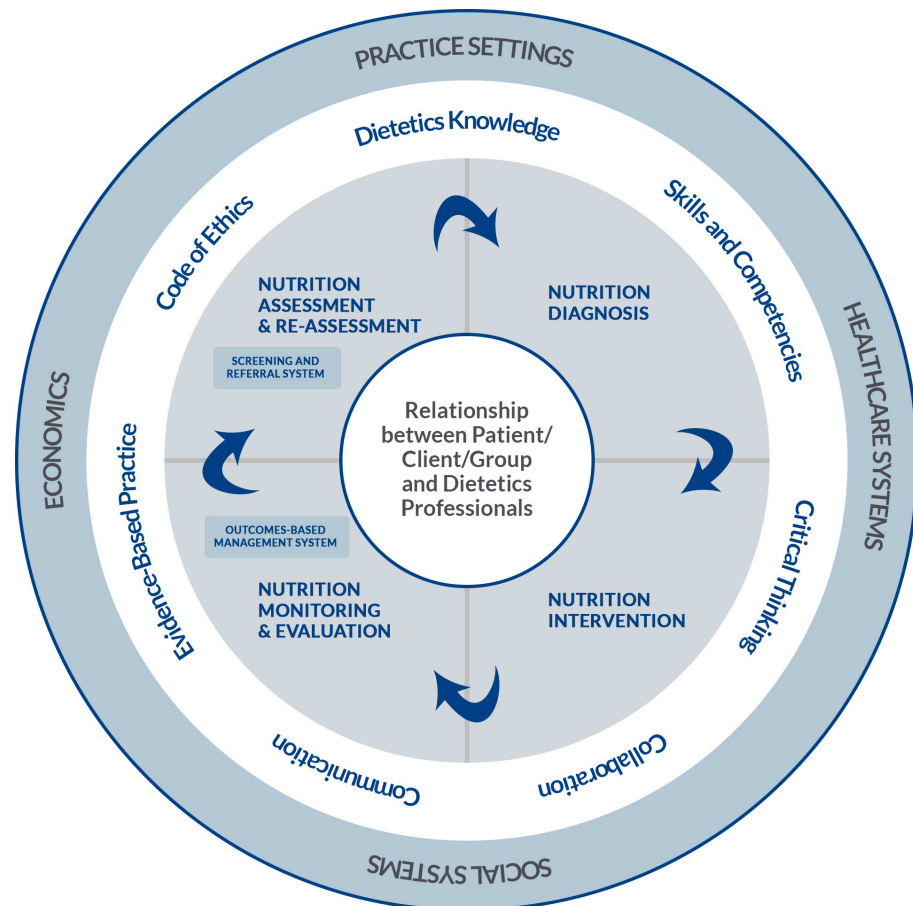 PRACTICE SETTINGS
Dietetics Knowledge
Code of Ethics
Skills and Competencies
NUTRITION
ASSESSMENT
& RE-ASSESSMENT
NUTRITION
DIAGNOSIS
SCREENING AND
REFERRAL SYSTEM
HEALTHCARE SYSTEMS
ECONOMICS
Relationship
between Patient/
Client/Group
and Dietetics
Professionals
Evidence-Based Practice
Critical Thinking
OUTCOMES-BASED
MANAGEMENT SYSTEM
NUTRITION
MONITORING
& EVALUATION
NUTRITION
INTERVENTION
Communication
Collaboration
SOCIAL SYSTEMS